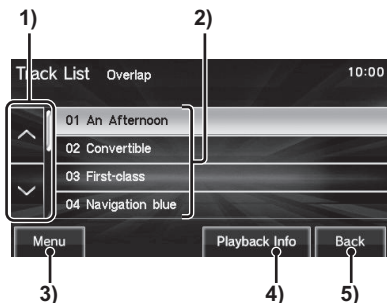 1) 2)
Track List Overlap 10:00
01 An Afternoon
02 Convertible
03 First-class
04 Navigation blue
Menu Playback Info Back
3) 4) 5)